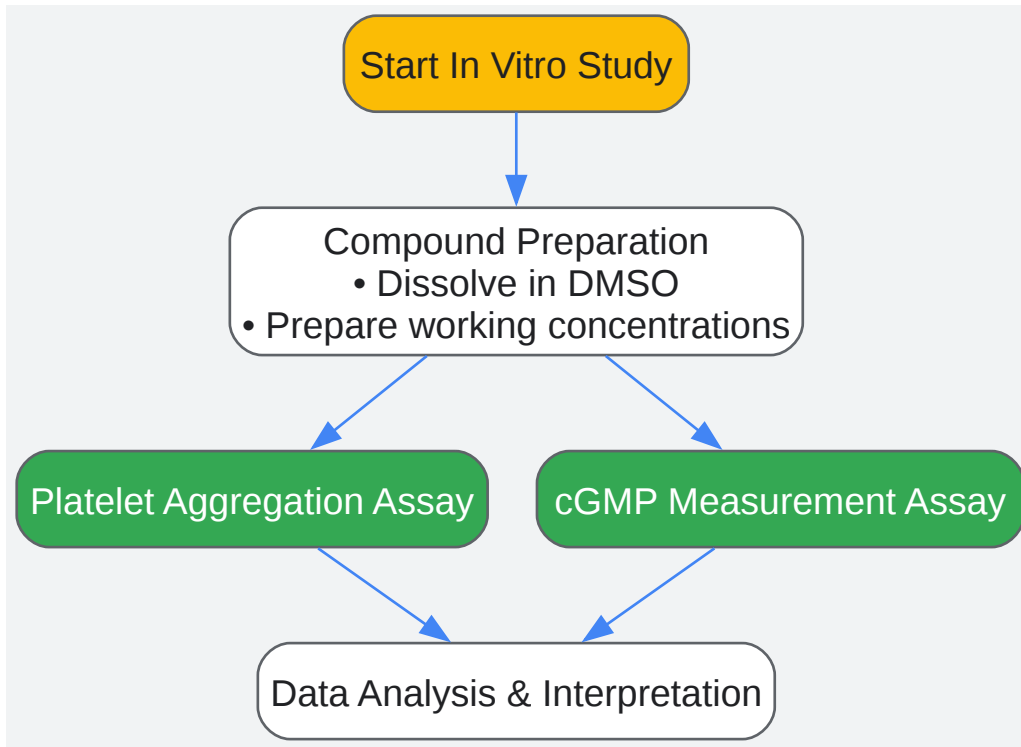 Start In Vitro Study
Compound Preparation
• Dissolve in DMSO
• Prepare working concentrations
Platelet Aggregation Assay
cGMP Measurement Assay
Data Analysis & Interpretation